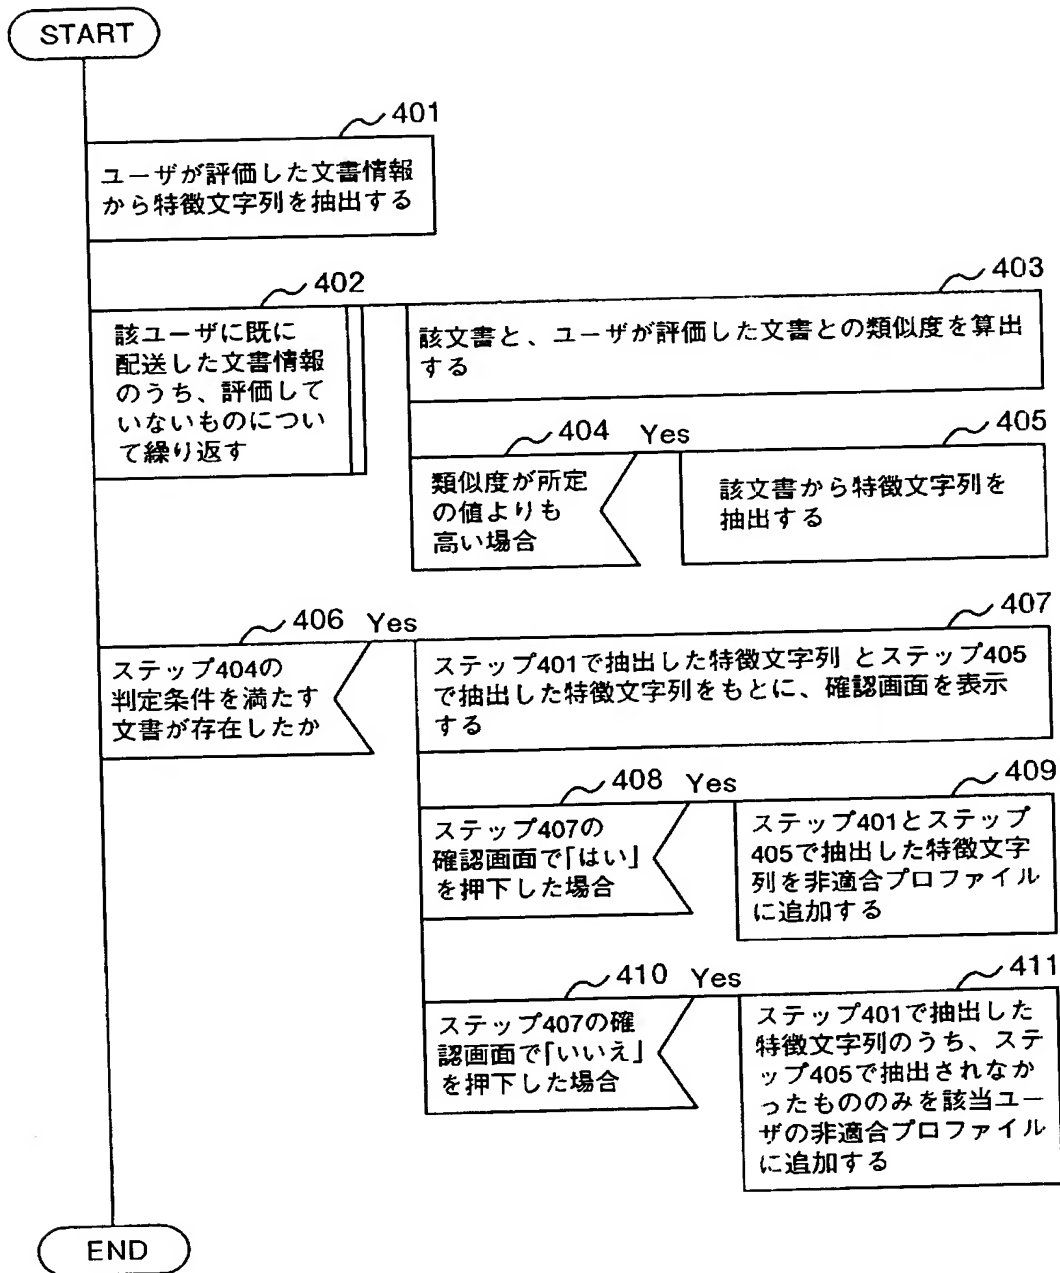 START
401
ユーザが評価した文書情報
から特徴文字列を抽出する
402
該ユーザに既に
配送した文書情報
のうち、評価して
いないものについ
て繰り返す
403
該文書と、ユーザが評価した文書との類似度を算出
する
404 Yes
類似度が所定
の値よりも
高い場合
405
該文書から特徴文字列を
抽出する
406 Yes
ステップ404の
判定条件を満たす
文書が存在したか
407
ステップ401で抽出した特徴文字列 とステップ405
で抽出した特徴文字列をもとに、確認画面を表示
する
408 Yes
ステップ407の
確認画面で「はい」
を押下した場合
409
ステップ401とステップ
405で抽出した特徴文字
列を非適合プロファイル
に追加する
410 Yes
ステップ407の確
認画面で「いいえ」
を押下した場合
411
ステップ401で抽出した
特徴文字列のうち、ステ
ップ405で抽出されなか
ったもののみを該当ユー
ザの非適合プロファイル
に追加する
END